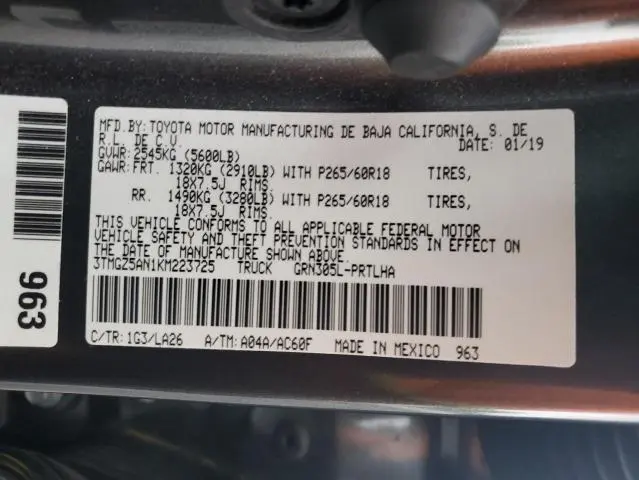 MFD.BY:TOYOTA MOTOR MANUFACTURING DE BAJA CALIFORNIA, S. DE
R.L. DE C.V. DATE: 01/19
GVWR:2545KG (5600LB)
GAWR:FRT. 1320KG (2910LB) WITH P265/60R18 TIRES,
18X7.5J RIMS.
RR. 1490KG (3280LB) WITH P265/60R18 TIRES,
18X7.5J RIMS.
THIS VEHICLE CONFORMS TO ALL APPLICABLE FEDERAL MOTOR
VEHICLE SAFETY AND THEFT PREVENTION STANDARDS IN EFFECT ON
THE DATE OF MANUFACTURE SHOWN ABOVE.
3TMGZ5AN1KM223725 TRUCK GRN305L-PRTLHA
C/TR:1G3/LA26 A/TM:A04A/AC60F MADE IN MEXICO 963
963